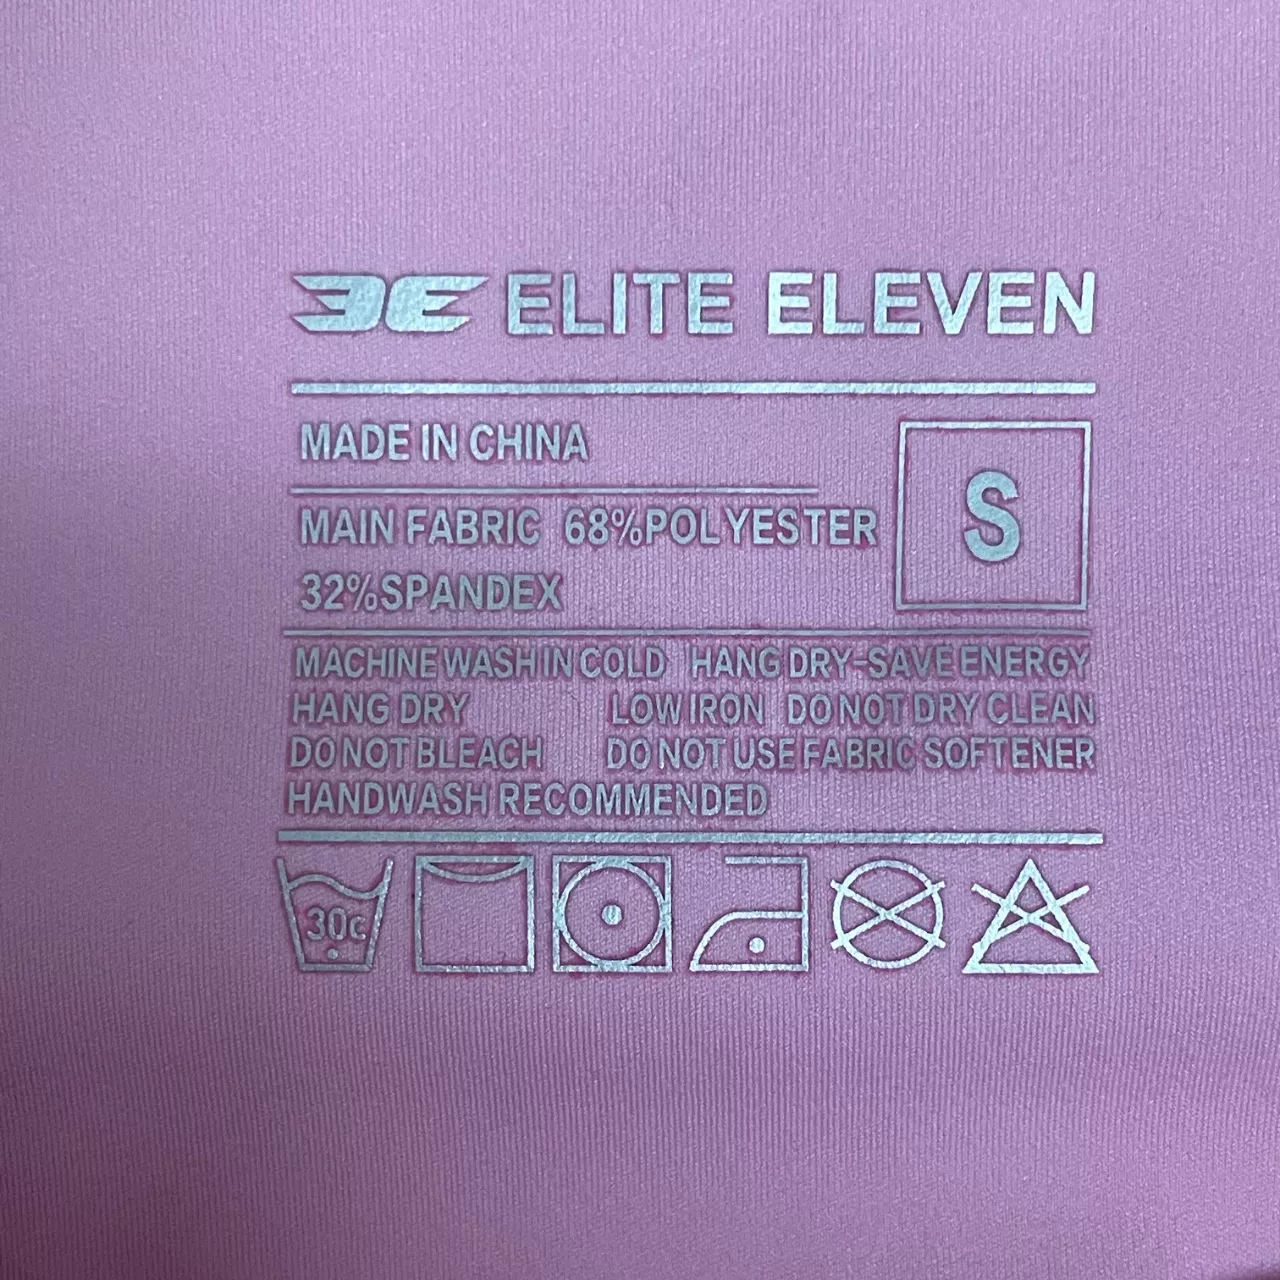 ELITE ELEVEN
MADE IN CHINA
S
MAIN FABRIC 68%POLYESTER
32%SPANDEX
MACHINE WASH IN COLD HANG DRY-SAVE ENERGY
HANG DRY LOW IRON DO NOT DRY CLEAN
DO NOT BLEACH DO NOT USE FABRIC SOFTENER
HANDWASH RECOMMENDED
30c